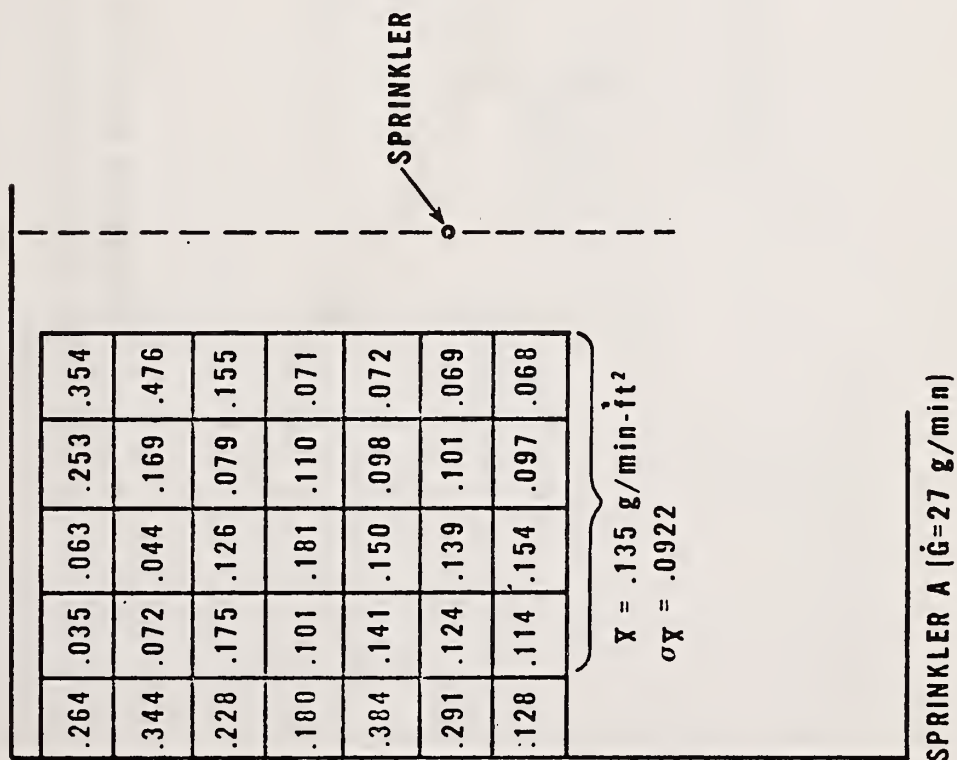 SPRINKLER
.264 .035 .063 .253 .354
.344 .072 .044 .169 .476
.228 .175 .126 .079 .155
.180 .101 .181 .110 .071
.384 .141 .150 .098 .072
.291 .124 .139 .101 .069
.128 .114 .154 .097 .068
X̄ = .135 g/min-ft²
σX̄ = .0922
SPRINKLER A (Ġ=27 g/min)